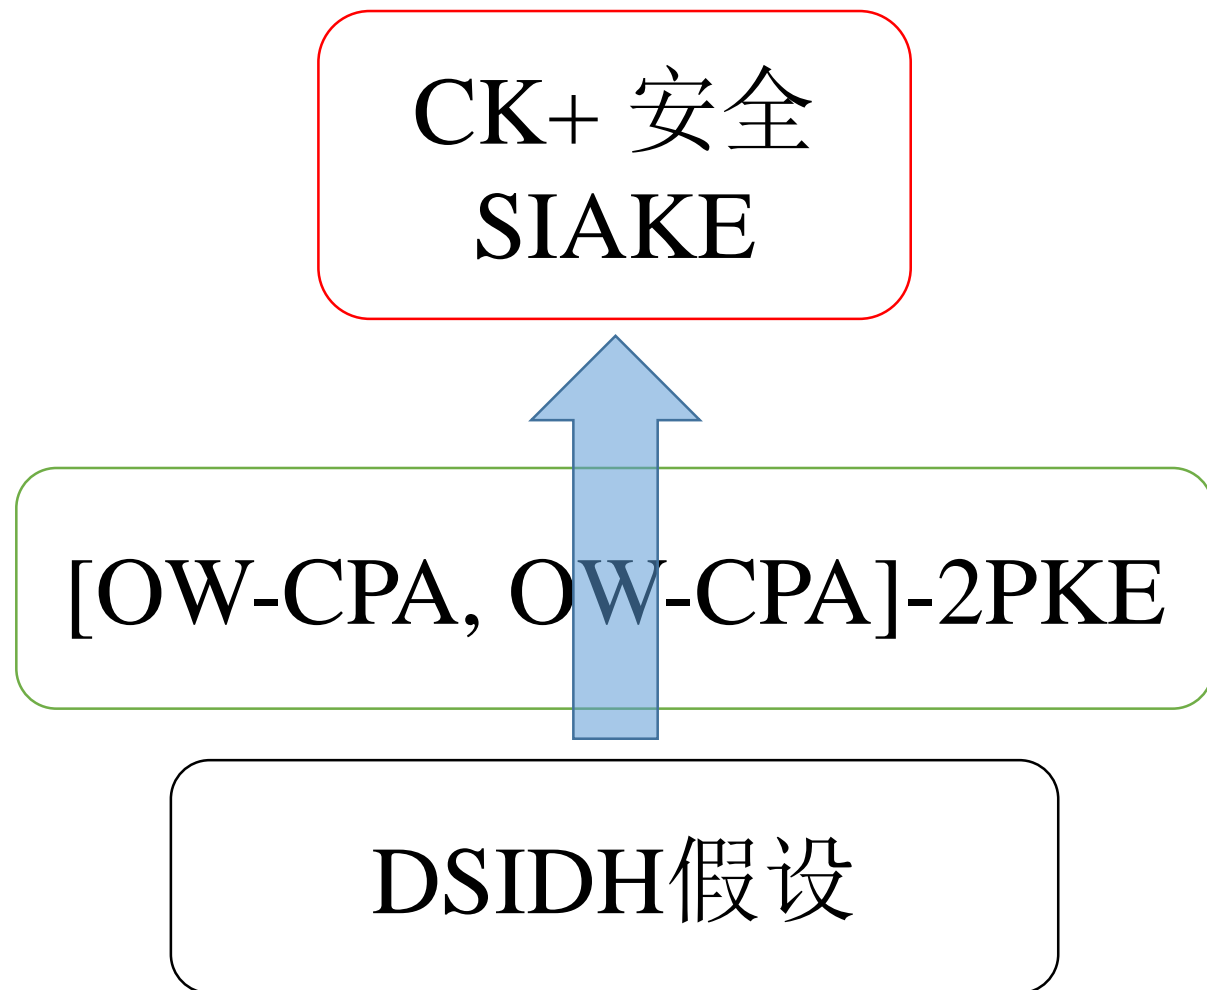 CK+ 安全
SIAKE
[OW-CPA, OW-CPA]-2PKE
DSIDH假设